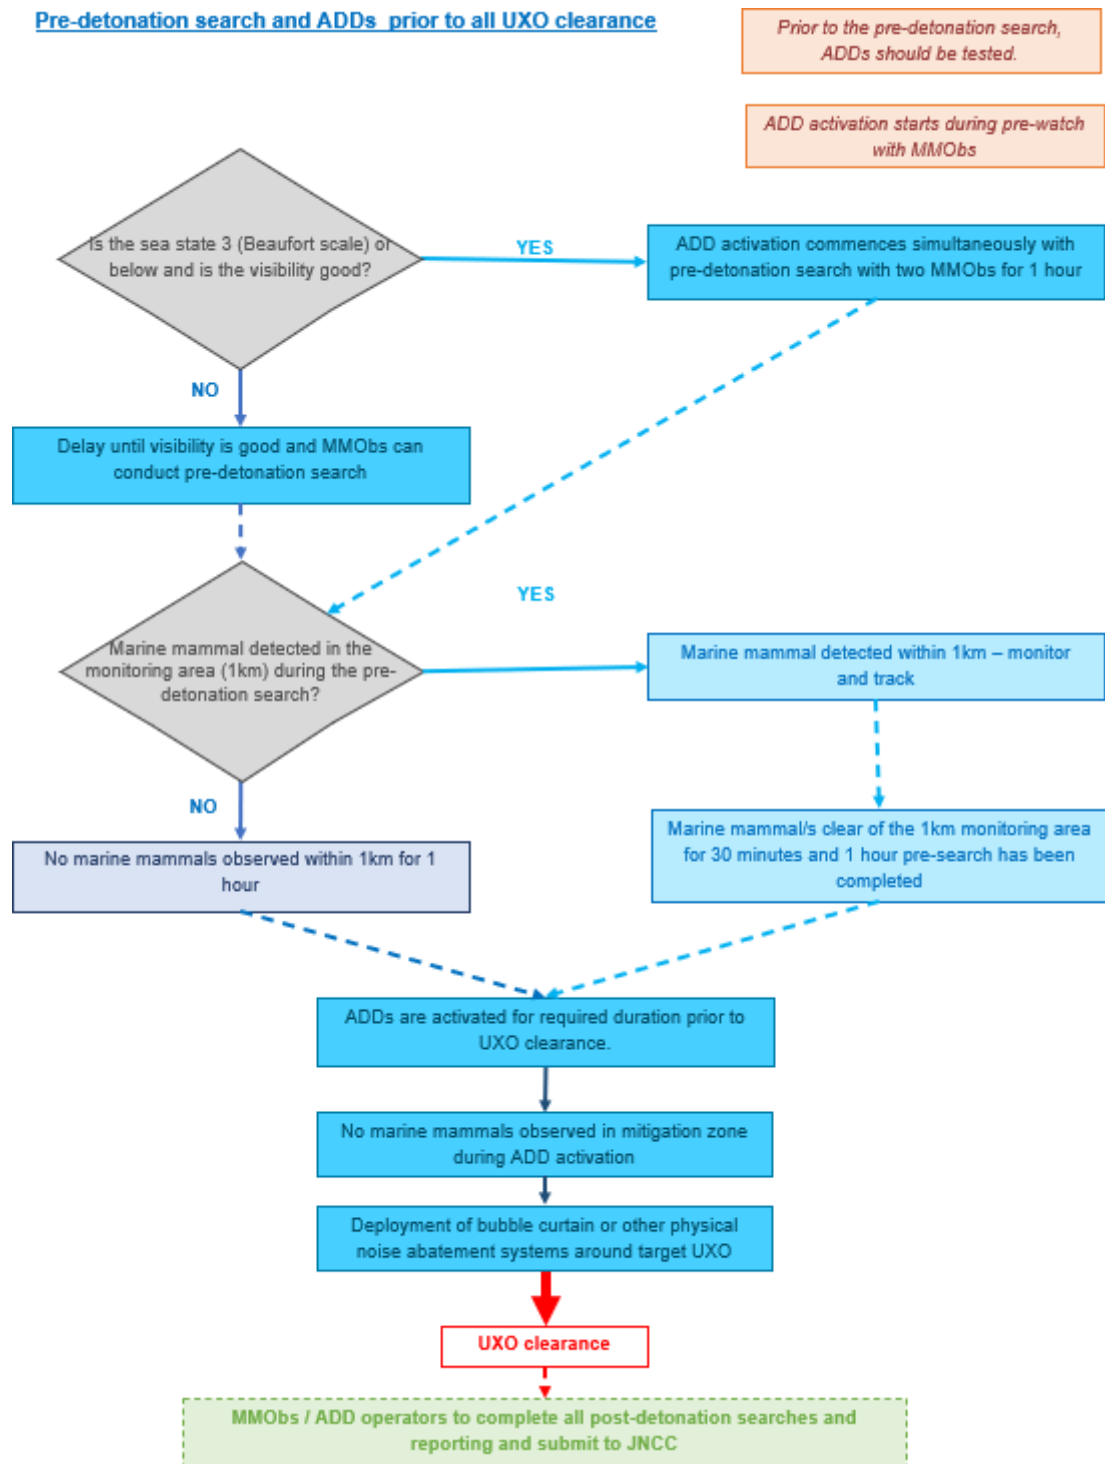 Pre-detonation search and ADDs prior to all UXO clearance
Prior to the pre-detonation search,
ADDs should be tested.
ADD activation starts during pre-watch
with MMObs
Is the sea state 3 (Beaufort scale) or
below and is the visibility good?
YES
ADD activation commences simultaneously with
pre-detonation search with two MMObs for 1 hour
NO
Delay until visibility is good and MMObs can
conduct pre-detonation search
Marine mammal detected in the
monitoring area (1km) during the pre-
detonation search?
YES
Marine mammal detected within 1km – monitor
and track
NO
Marine mammal/s clear of the 1km monitoring area
for 30 minutes and 1 hour pre-search has been
completed
No marine mammals observed within 1km for 1
hour
ADDs are activated for required duration prior to
UXO clearance.
No marine mammals observed in mitigation zone
during ADD activation
Deployment of bubble curtain or other physical
noise abatement systems around target UXO
UXO clearance
MMObs / ADD operators to complete all post-detonation searches and
reporting and submit to JNCC